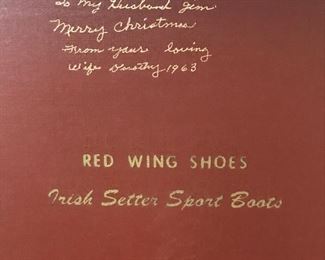 To My Husband Jim
Merry Christmas
From your loving
Wife Dorothy 1963
RED WING SHOES
Irish Setter Sport Boots